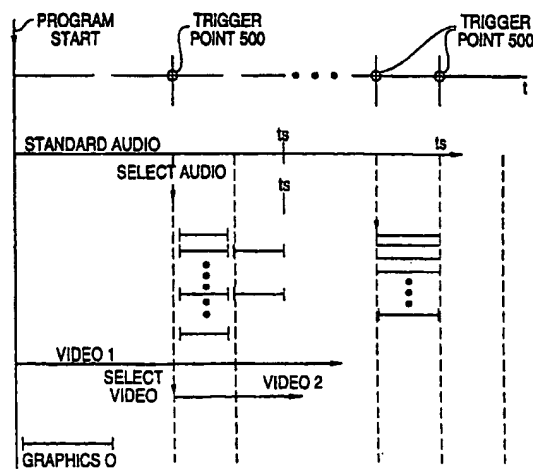 PROGRAM
START
TRIGGER
POINT 500
TRIGGER
POINT 500
t
STANDARD AUDIO
ts
ts
SELECT AUDIO
ts
VIDEO 1
SELECT
VIDEO
VIDEO 2
GRAPHICS O